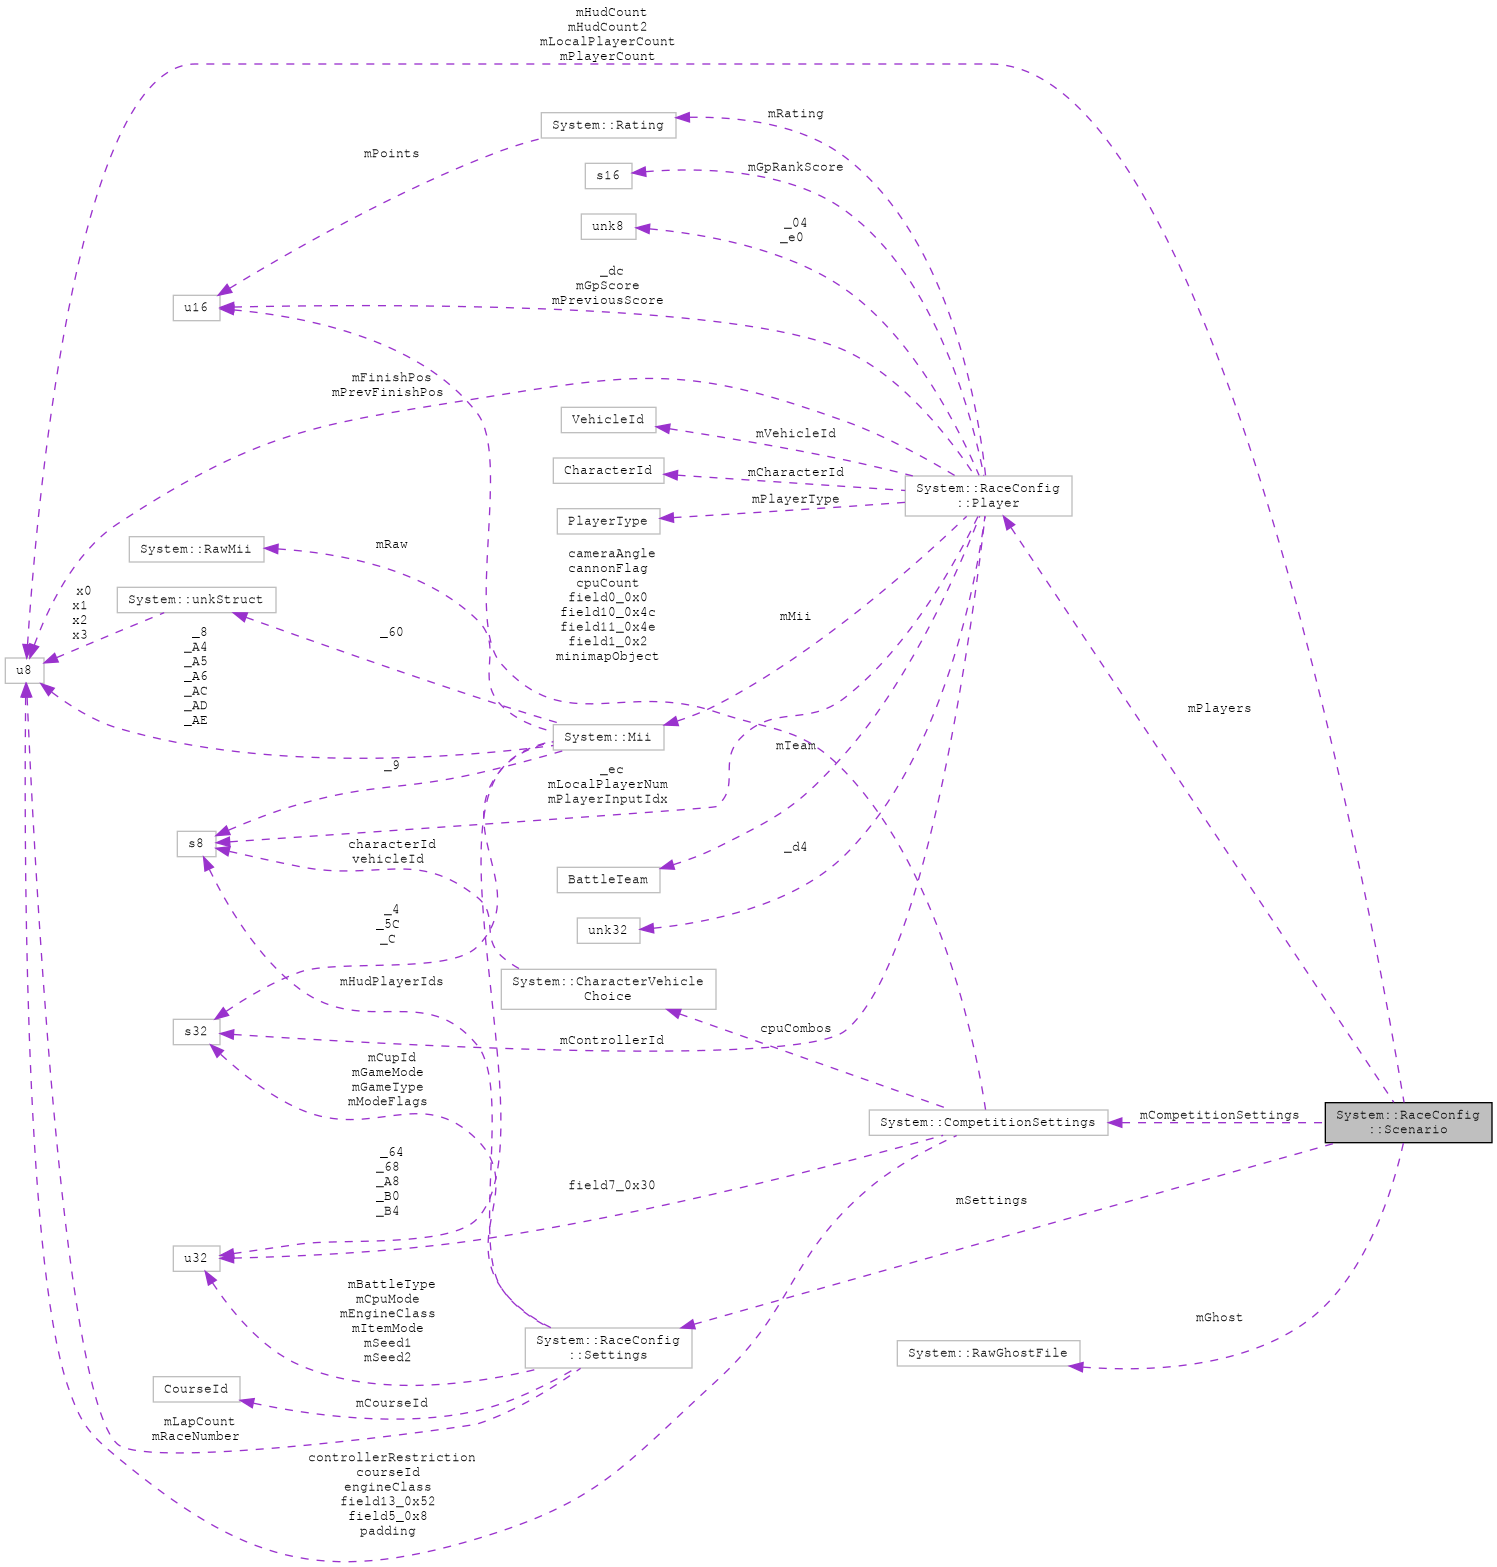 mHudCount
mHudCount2
mLocalPlayerCount
mPlayerCount
System::Rating
mRating
mPoints
s16
mGpRankScore
unk8
_04
_e0
u16
_dc
mGpScore
mPreviousScore
mFinishPos
mPrevFinishPos
VehicleId
mVehicleId
CharacterId
mCharacterId
PlayerType
mPlayerType
System::RaceConfig
::Player
System::RawMii
mRaw
cameraAngle
cannonFlag
cpuCount
field0_0x0
field10_0x4c
field11_0x4e
field1_0x2
minimapObject
System::unkStruct
x0
x1
x2
x3
_60
mMii
u8
_8
_A4
_A5
_A6
_AC
_AD
_AE
System::Mii
mPlayers
mTeam
_9
_ec
mLocalPlayerNum
mPlayerInputIdx
s8
characterId
vehicleId
BattleTeam
_d4
unk32
_4
_5C
_C
mHudPlayerIds
System::CharacterVehicle
Choice
s32
mControllerId
cpuCombos
mCupId
mGameMode
mGameType
mModeFlags
System::CompetitionSettings
mCompetitionSettings
System::RaceConfig
::Scenario
_64
_68
_A8
_B0
_B4
field7_0x30
mSettings
u32
mBattleType
mCpuMode
mEngineClass
mItemMode
mSeed1
mSeed2
System::RaceConfig
::Settings
mGhost
System::RawGhostFile
CourseId
mCourseId
mLapCount
mRaceNumber
controllerRestriction
courseId
engineClass
field13_0x52
field5_0x8
padding